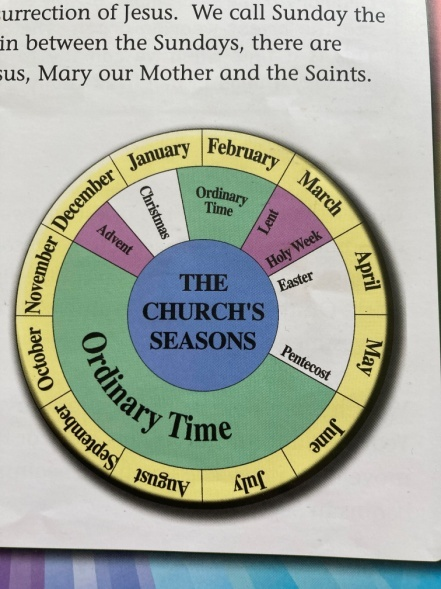 surrection of Jesus. We call Sunday the
in between the Sundays, there are
sus, Mary our Mother and the Saints.
January
February
March
April
May
June
July
August
September
October
November
December
Advent
Christmas
Ordinary
Time
Lent
Holy Week
Easter
Pentecost
Ordinary Time
THE
CHURCH'S
SEASONS